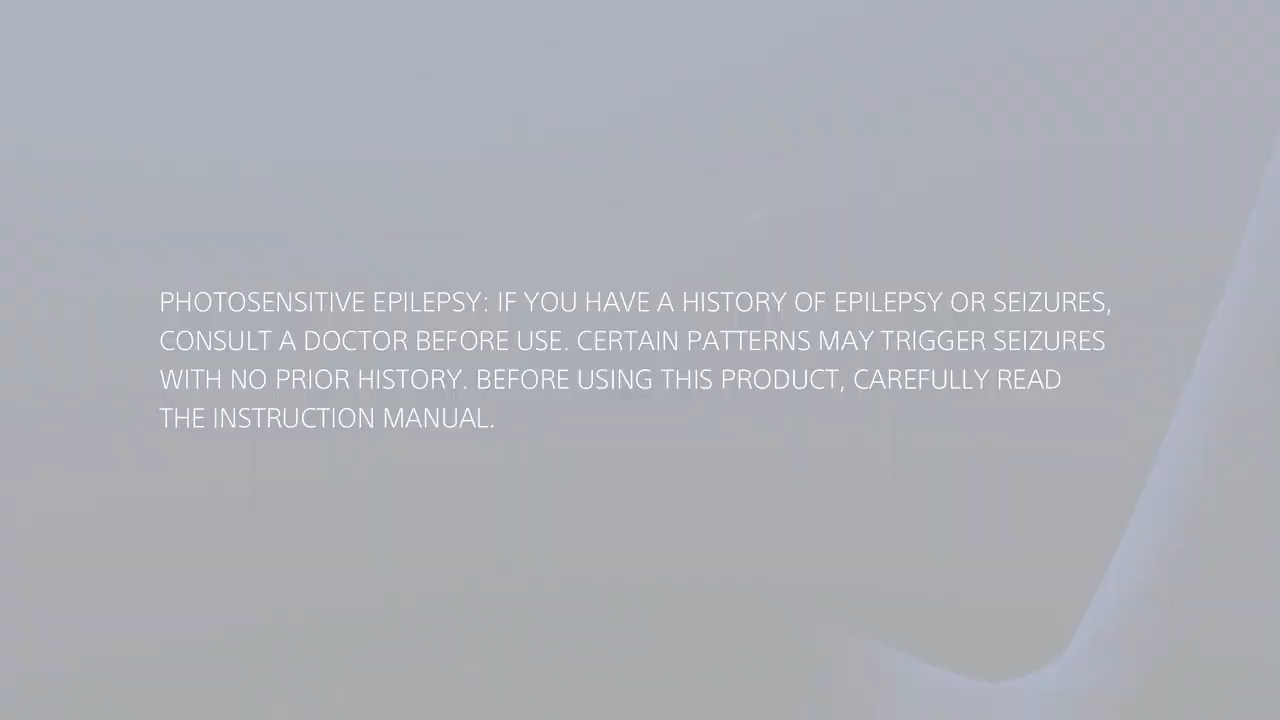 PHOTOSENSITIVE EPILEPSY: IF YOU HAVE A HISTORY OF EPILEPSY OR SEIZURES,
CONSULT A DOCTOR BEFORE USE. CERTAIN PATTERNS MAY TRIGGER SEIZURES
WITH NO PRIOR HISTORY. BEFORE USING THIS PRODUCT, CAREFULLY READ
THE INSTRUCTION MANUAL.